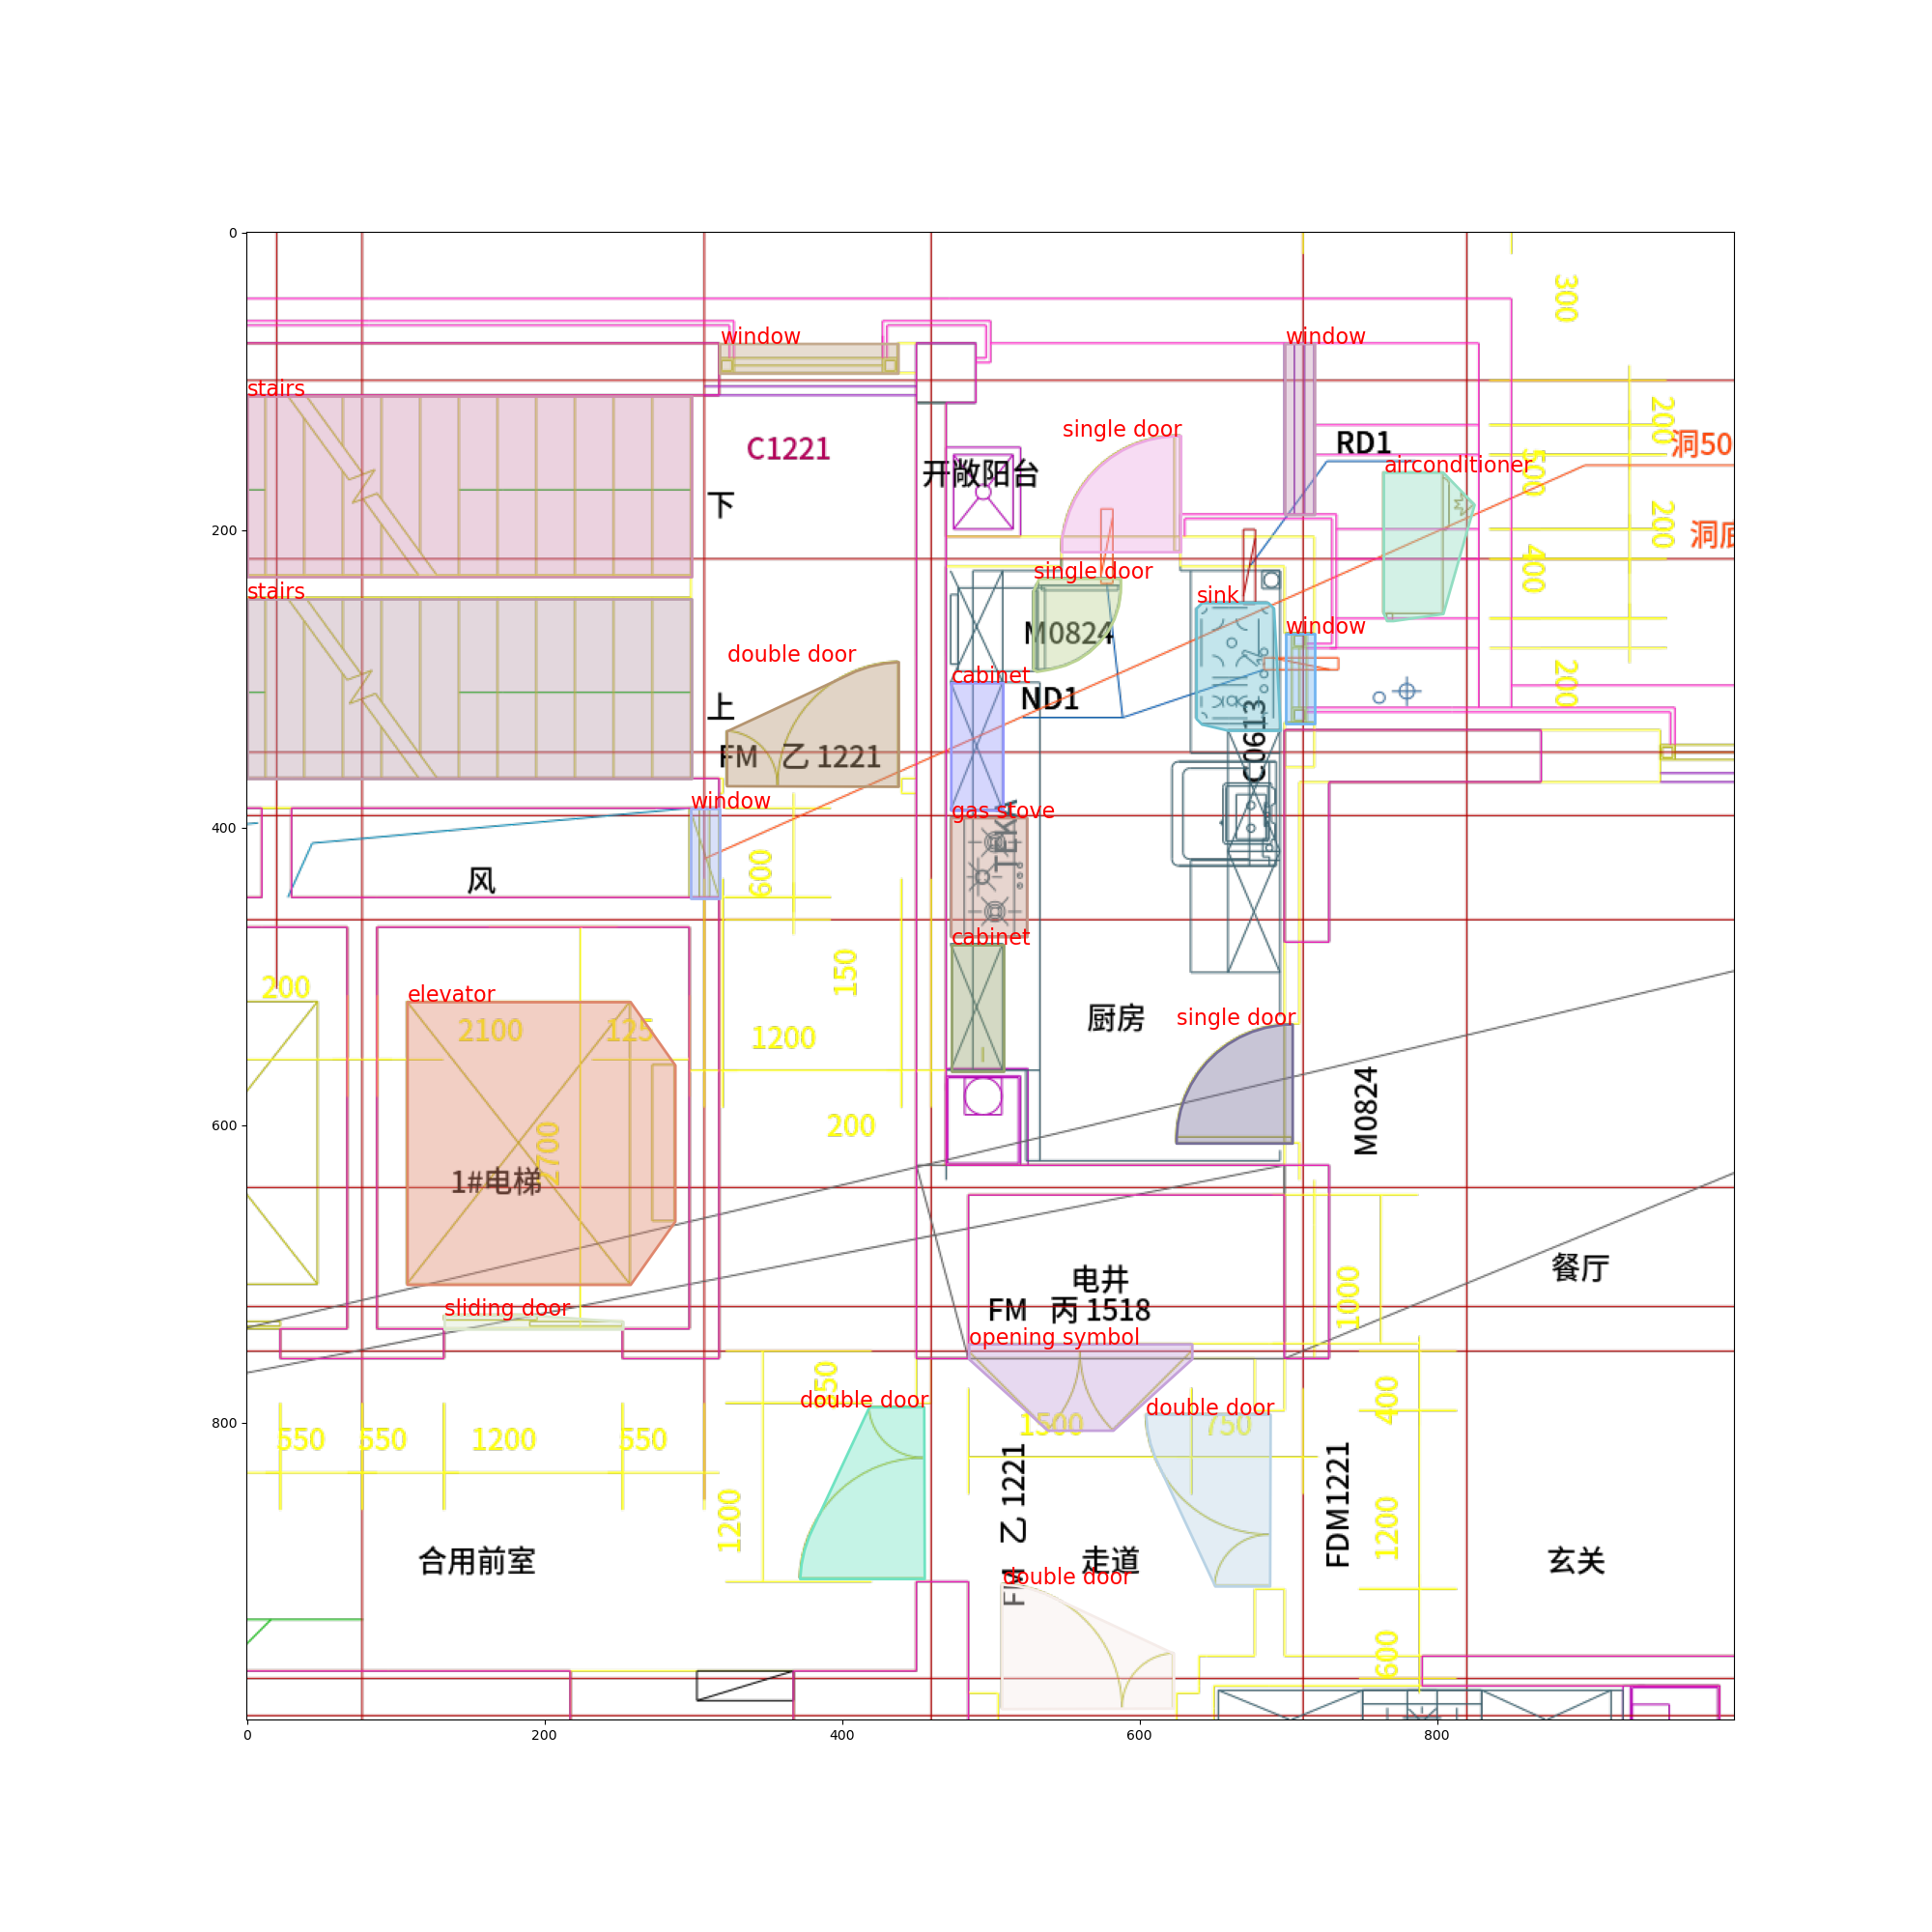 0
300
window
window
stairs
200
single door
C1221
RD1
洞50
开敞阳台
airconditioner
500
下
200
200
洞底
400
single door
stairs
sink
M0824
window
double door
cabinet
200
ND1
上
C0613
FM 乙 1221
window
gas stove
400
TEKA
600
风
cabinet
150
200
elevator
2100
125
1200
厨房
single door
M0824
600
200
2700
1#电梯
餐厅
电井
1000
sliding door
FM 丙 1518
opening symbol
50
400
double door
double door
800
1500
750
550
550
1200
550
FM 乙 1221
FDM1221
1200
1200
合用前室
走道
玄关
double door
600
0
200
400
600
800